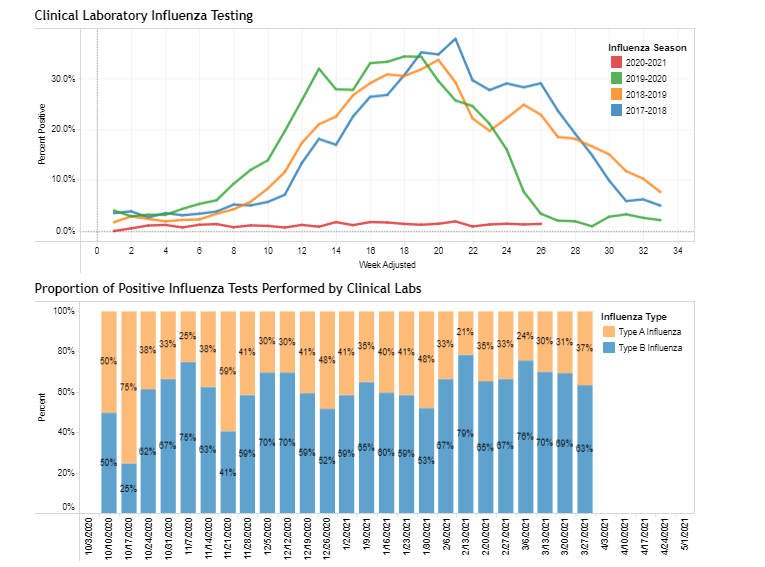 Clinical Laboratory Influenza Testing
Influenza Season
2020-2021
2019-2020
2018-2019
2017-2018
Percent Positive
30.0%
20.0%
10.0%
0.0%
0 2 4 6 8 10 12 14 16 18 20 22 24 26 28 30 32 34
Week Adjusted
Proportion of Positive Influenza Tests Performed by Clinical Labs
Influenza Type
Type A Influenza
Type B Influenza
Percent
100%
80%
60%
40%
20%
0%
50% 75% 38% 33% 25% 38% 59% 41% 30% 30% 41% 48% 41% 35% 40% 41% 48% 33% 21% 35% 33% 24% 30% 31% 37%
50% 25% 62% 67% 75% 63% 41% 59% 70% 70% 59% 52% 59% 65% 60% 59% 53% 67% 79% 66% 67% 76% 70% 69% 63%
10/3/2020 10/10/2020 10/17/2020 10/24/2020 10/31/2020 11/7/2020 11/14/2020 11/21/2020 11/28/2020 12/5/2020 12/12/2020 12/19/2020 12/26/2020 1/2/2021 1/9/2021 1/16/2021 1/23/2021 1/30/2021 2/6/2021 2/13/2021 2/20/2021 2/27/2021 3/6/2021 3/13/2021 3/20/2021 3/27/2021 4/3/2021 4/10/2021 4/17/2021 4/24/2021 5/1/2021